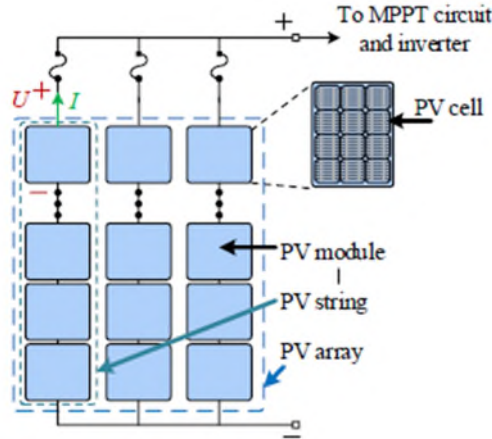 +
To MPPT circuit
and inverter
U
+
I
PV cell
−
PV module
PV string
PV array
−